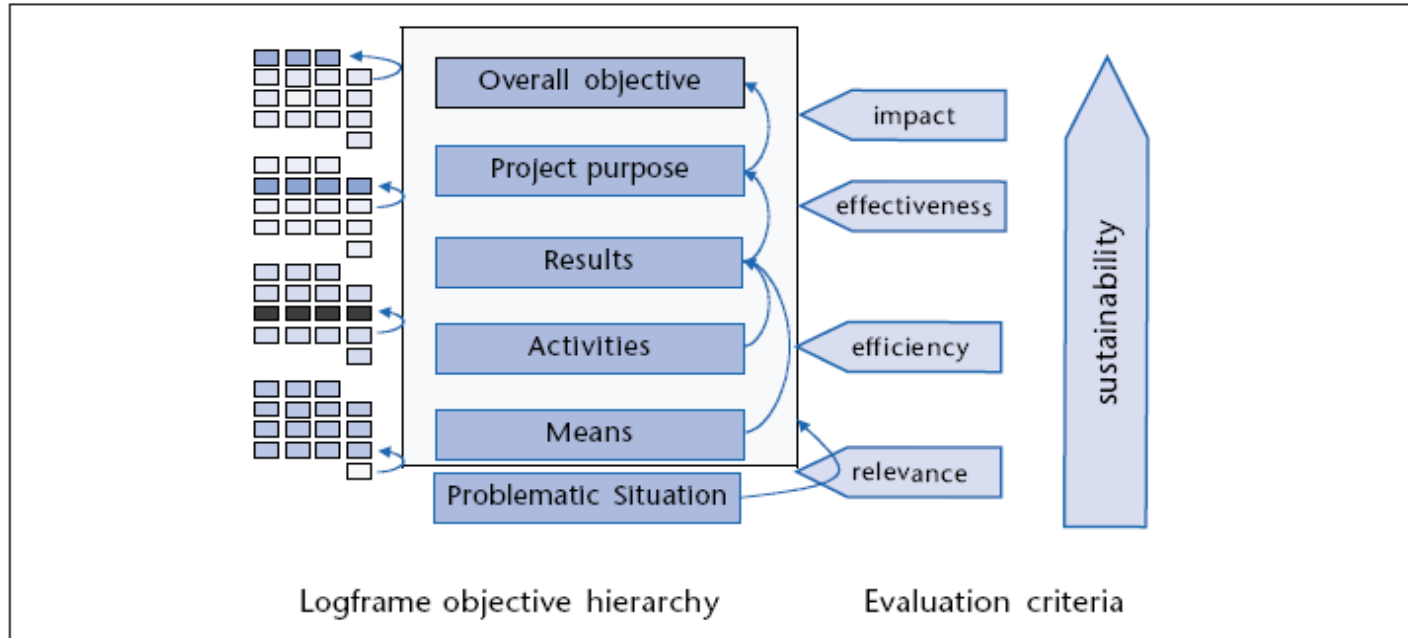 Overall objective
impact
Project purpose
effectiveness
Results
Activities
efficiency
Means
relevance
Problematic Situation
sustainability
Logframe objective hierarchy
Evaluation criteria